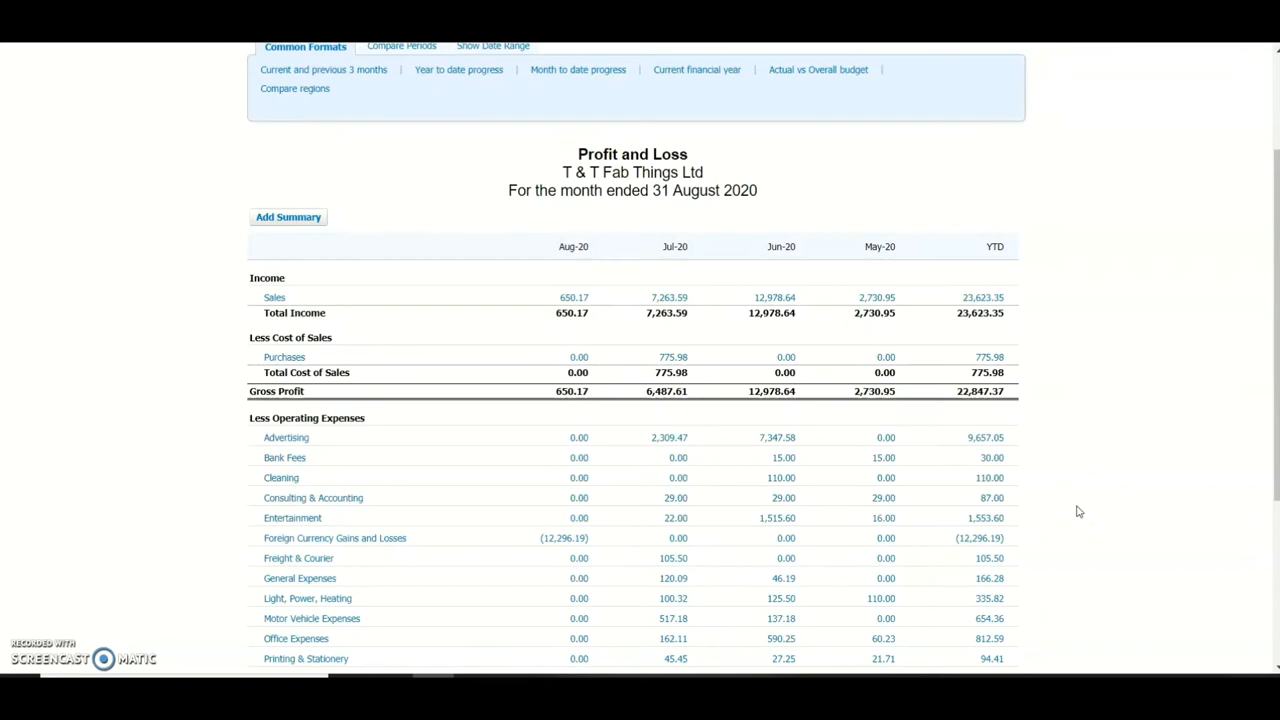 Common Formats Compare Periods Show Date Range
Current and previous 3 months | Year to date progress | Month to date progress | Current financial year | Actual vs Overall budget |
Compare regions
Profit and Loss
T & T Fab Things Ltd
For the month ended 31 August 2020
Add Summary
Aug-20 Jul-20 Jun-20 May-20 YTD
Income
Sales 650.17 7,263.59 12,978.64 2,730.95 23,623.35
Total Income 650.17 7,263.59 12,978.64 2,730.95 23,623.35
Less Cost of Sales
Purchases 0.00 775.98 0.00 0.00 775.98
Total Cost of Sales 0.00 775.98 0.00 0.00 775.98
Gross Profit 650.17 6,487.61 12,978.64 2,730.95 22,847.37
Less Operating Expenses
Advertising 0.00 2,309.47 7,347.58 0.00 9,657.05
Bank Fees 0.00 0.00 15.00 15.00 30.00
Cleaning 0.00 0.00 110.00 0.00 110.00
Consulting & Accounting 0.00 29.00 29.00 29.00 87.00
Entertainment 0.00 22.00 1,515.60 16.00 1,553.60
Foreign Currency Gains and Losses (12,296.19) 0.00 0.00 0.00 (12,296.19)
Freight & Courier 0.00 105.50 0.00 0.00 105.50
General Expenses 0.00 120.09 46.19 0.00 166.28
Light, Power, Heating 0.00 100.32 125.50 110.00 335.82
Motor Vehicle Expenses 0.00 517.18 137.18 0.00 654.36
Office Expenses 0.00 162.11 590.25 60.23 812.59
Printing & Stationery 0.00 45.45 27.25 21.71 94.41
RECORDED WITH
SCREENCAST MATIC